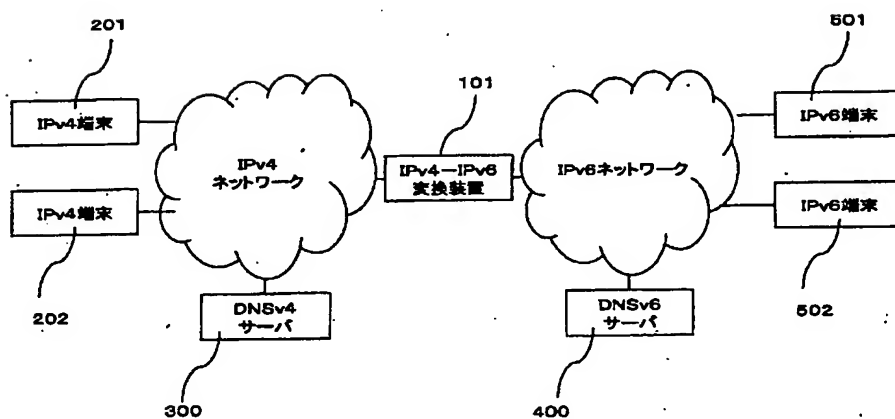 201
501
101
IPv4端末
IPv6端末
IPv4
ネットワーク
IPv4－IPv6
変換装置
IPv6ネットワーク
IPv4端末
IPv6端末
202
DNSv4
サーバ
DNSv6
サーバ
502
300
400